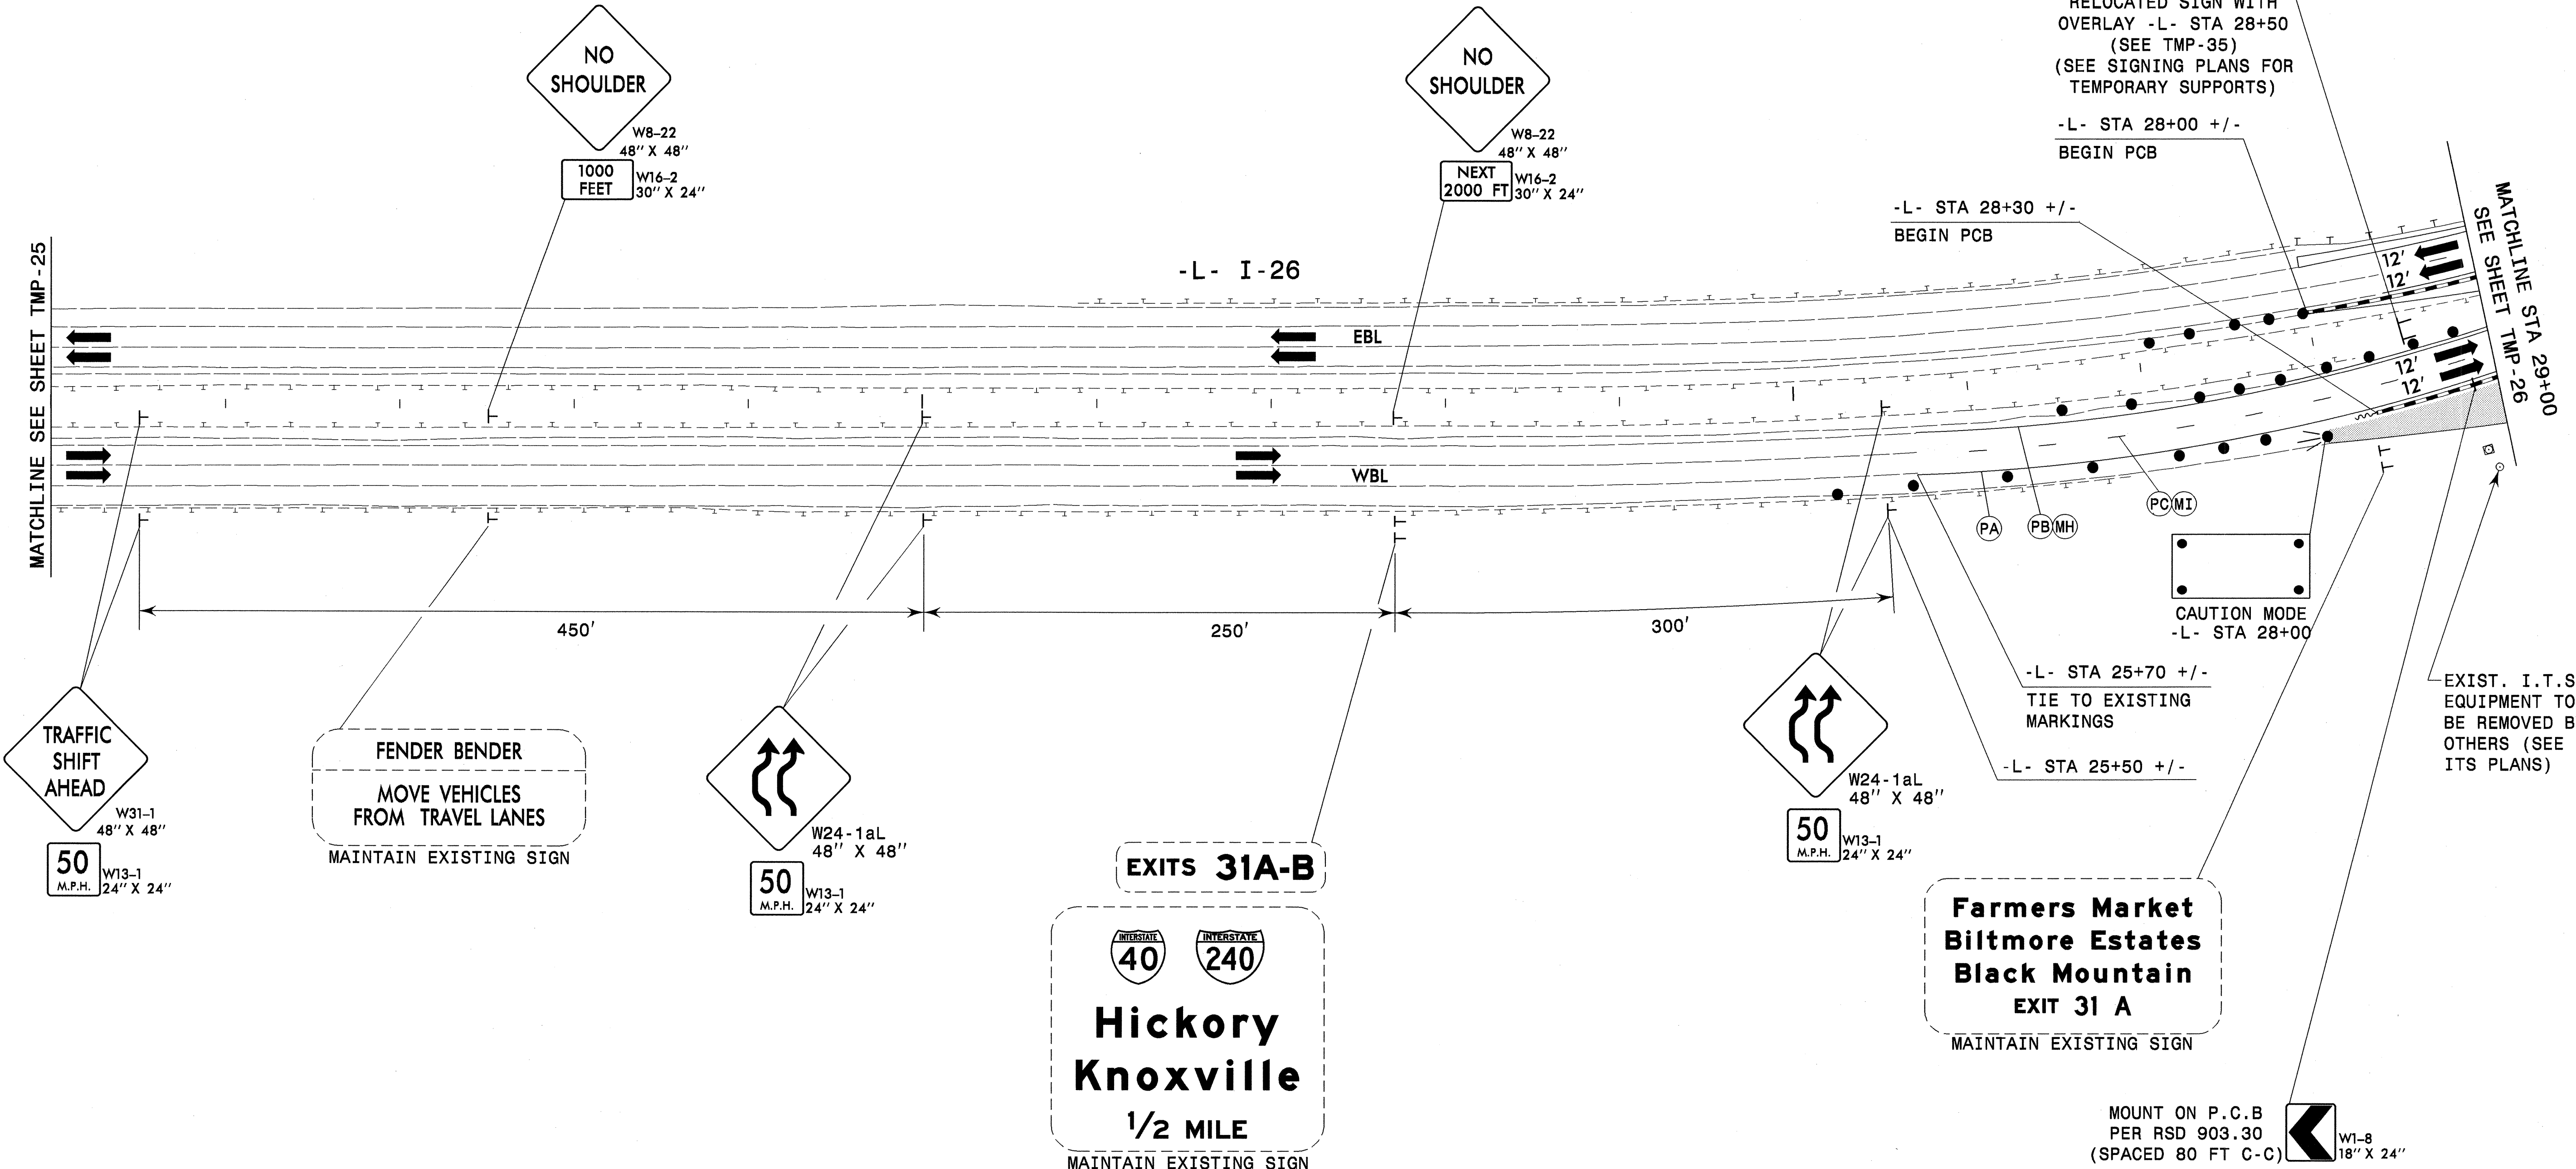 NO
SHOULDER
W8-22
48" X 48"
1000
FEET
W16-2
30" X 24"
NO
SHOULDER
W8-22
48" X 48"
NEXT
2000 FT
W16-2
30" X 24"
RELOCATED SIGN WITH
OVERLAY -L- STA 28+50
(SEE TMP-35)
(SEE SIGNING PLANS FOR
TEMPORARY SUPPORTS)
-L- STA 28+00 +/-
BEGIN PCB
-L- STA 28+30 +/-
BEGIN PCB
MATCHLINE STA 29+00
SEE SHEET TMP-26
MATCHLINE SEE SHEET TMP-25
-L- I-26
EBL
WBL
12'
12'
12'
12'
PA
PB
MH
PC
MI
CAUTION MODE
-L- STA 28+00
450'
250'
300'
-L- STA 25+70 +/-
TIE TO EXISTING
MARKINGS
-L- STA 25+50 +/-
EXIST. I.T.S
EQUIPMENT TO
BE REMOVED B
OTHERS (SEE
ITS PLANS)
TRAFFIC
SHIFT
AHEAD
W31-1
48" X 48"
50
M.P.H.
W13-1
24" X 24"
FENDER BENDER
MOVE VEHICLES
FROM TRAVEL LANES
MAINTAIN EXISTING SIGN
W24-1aL
48" X 48"
50
M.P.H.
W13-1
24" X 24"
EXITS 31A-B
INTERSTATE
40
INTERSTATE
240
Hickory
Knoxville
1/2 MILE
MAINTAIN EXISTING SIGN
W24-1aL
48" X 48"
50
M.P.H.
W13-1
24" X 24"
Farmers Market
Biltmore Estates
Black Mountain
EXIT 31 A
MAINTAIN EXISTING SIGN
MOUNT ON P.C.B
PER RSD 903.30
(SPACED 80 FT C-C)
W1-8
18" X 24"